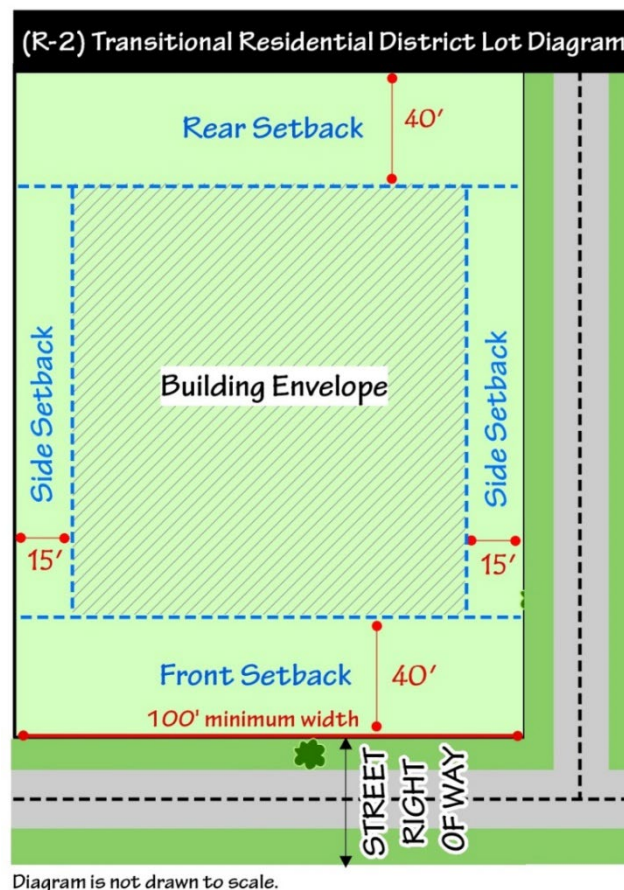 (R-2) Transitional Residential District Lot Diagram
Rear Setback
40'
Side Setback
Building Envelope
Side Setback
15'
15'
Front Setback
40'
100' minimum width
STREET
RIGHT
OF WAY
Diagram is not drawn to scale.